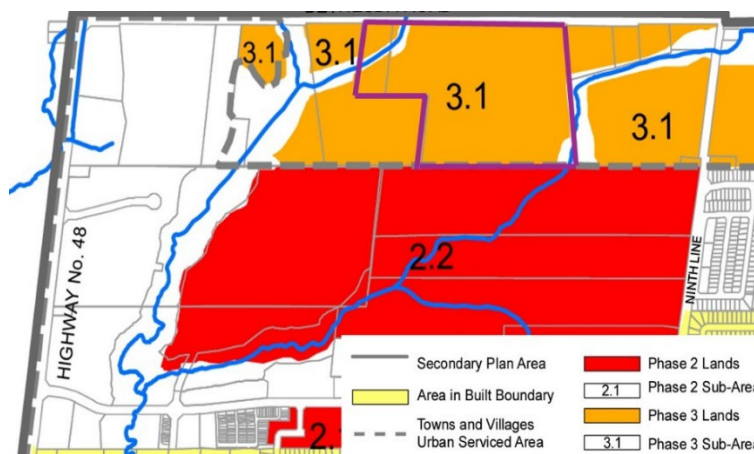 3.1
3.1
3.1
3.1
2.2
HIGHWAY No. 48
NINTH LINE
2.
Secondary Plan Area
Area in Built Boundary
Towns and Villages
Urban Serviced Area
Phase 2 Lands
2.1 Phase 2 Sub-Area
Phase 3 Lands
3.1 Phase 3 Sub-Area